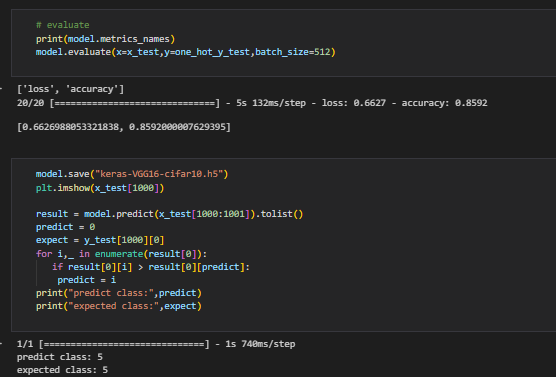 # evaluate
print(model.metrics_names)
model.evaluate(x=x_test,y=one_hot_y_test,batch_size=512)
['loss', 'accuracy']
20/20 [==============================] - 5s 132ms/step - loss: 0.6627 - accuracy: 0.8592
[0.6626988053321838, 0.8592000007629395]
model.save("keras-VGG16-cifar10.h5")
plt.imshow(x_test[1000])
result = model.predict(x_test[1000:1001]).tolist()
predict = 0
expect = y_test[1000][0]
for i,_ in enumerate(result[0]):
   if result[0][i] > result[0][predict]:
    predict = i
print("predict class:",predict)
print("expected class:",expect)
1/1 [==============================] - 1s 740ms/step
predict class: 5
expected class: 5